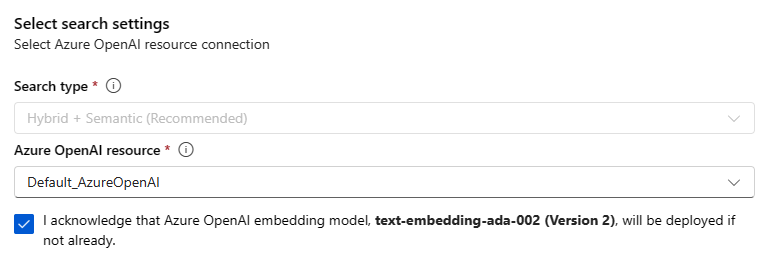 Select search settings
Select Azure OpenAI resource connection
Search type *
Hybrid + Semantic (Recommended)
Azure OpenAI resource *
Default_AzureOpenAI
I acknowledge that Azure OpenAI embedding model, text-embedding-ada-002 (Version 2), will be deployed if
not already.